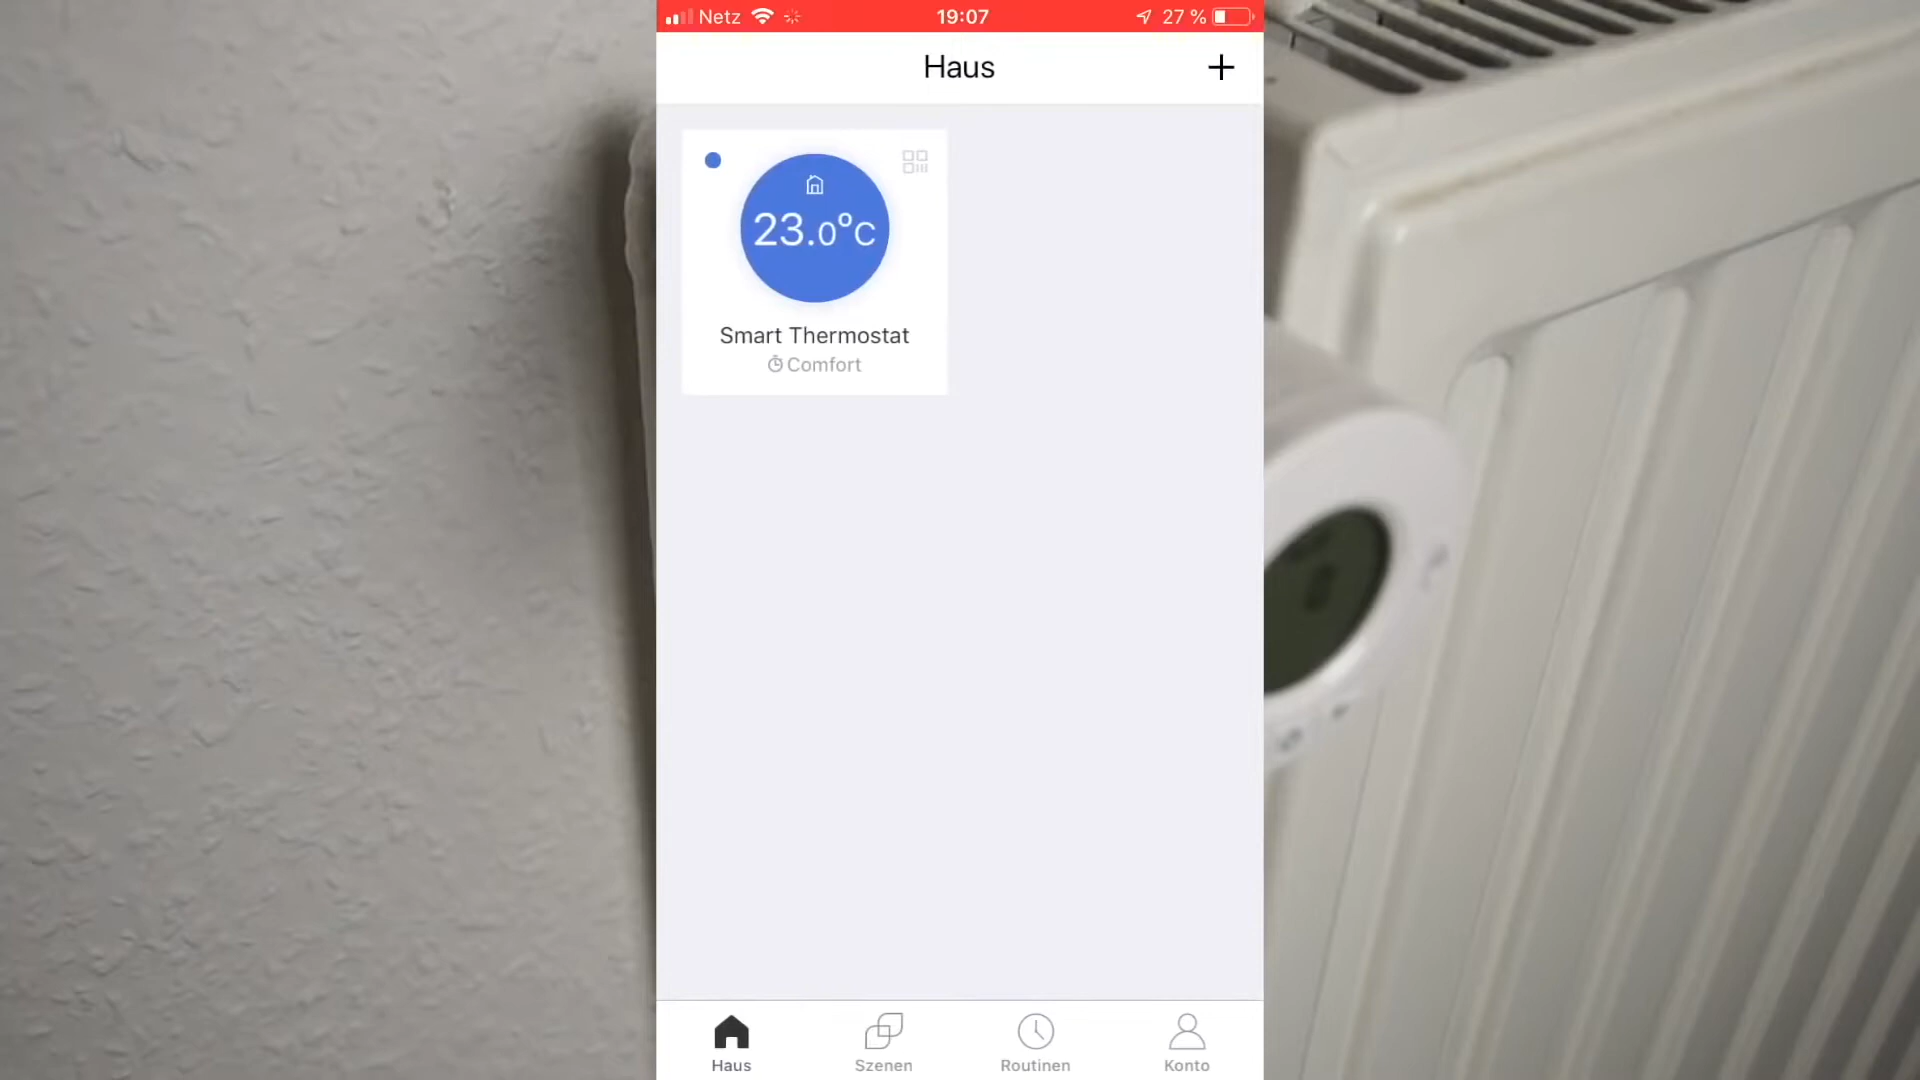 Netz 19:07 27 %
Haus
23.0°C
Smart Thermostat
Comfort
Haus Szenen Routinen Konto